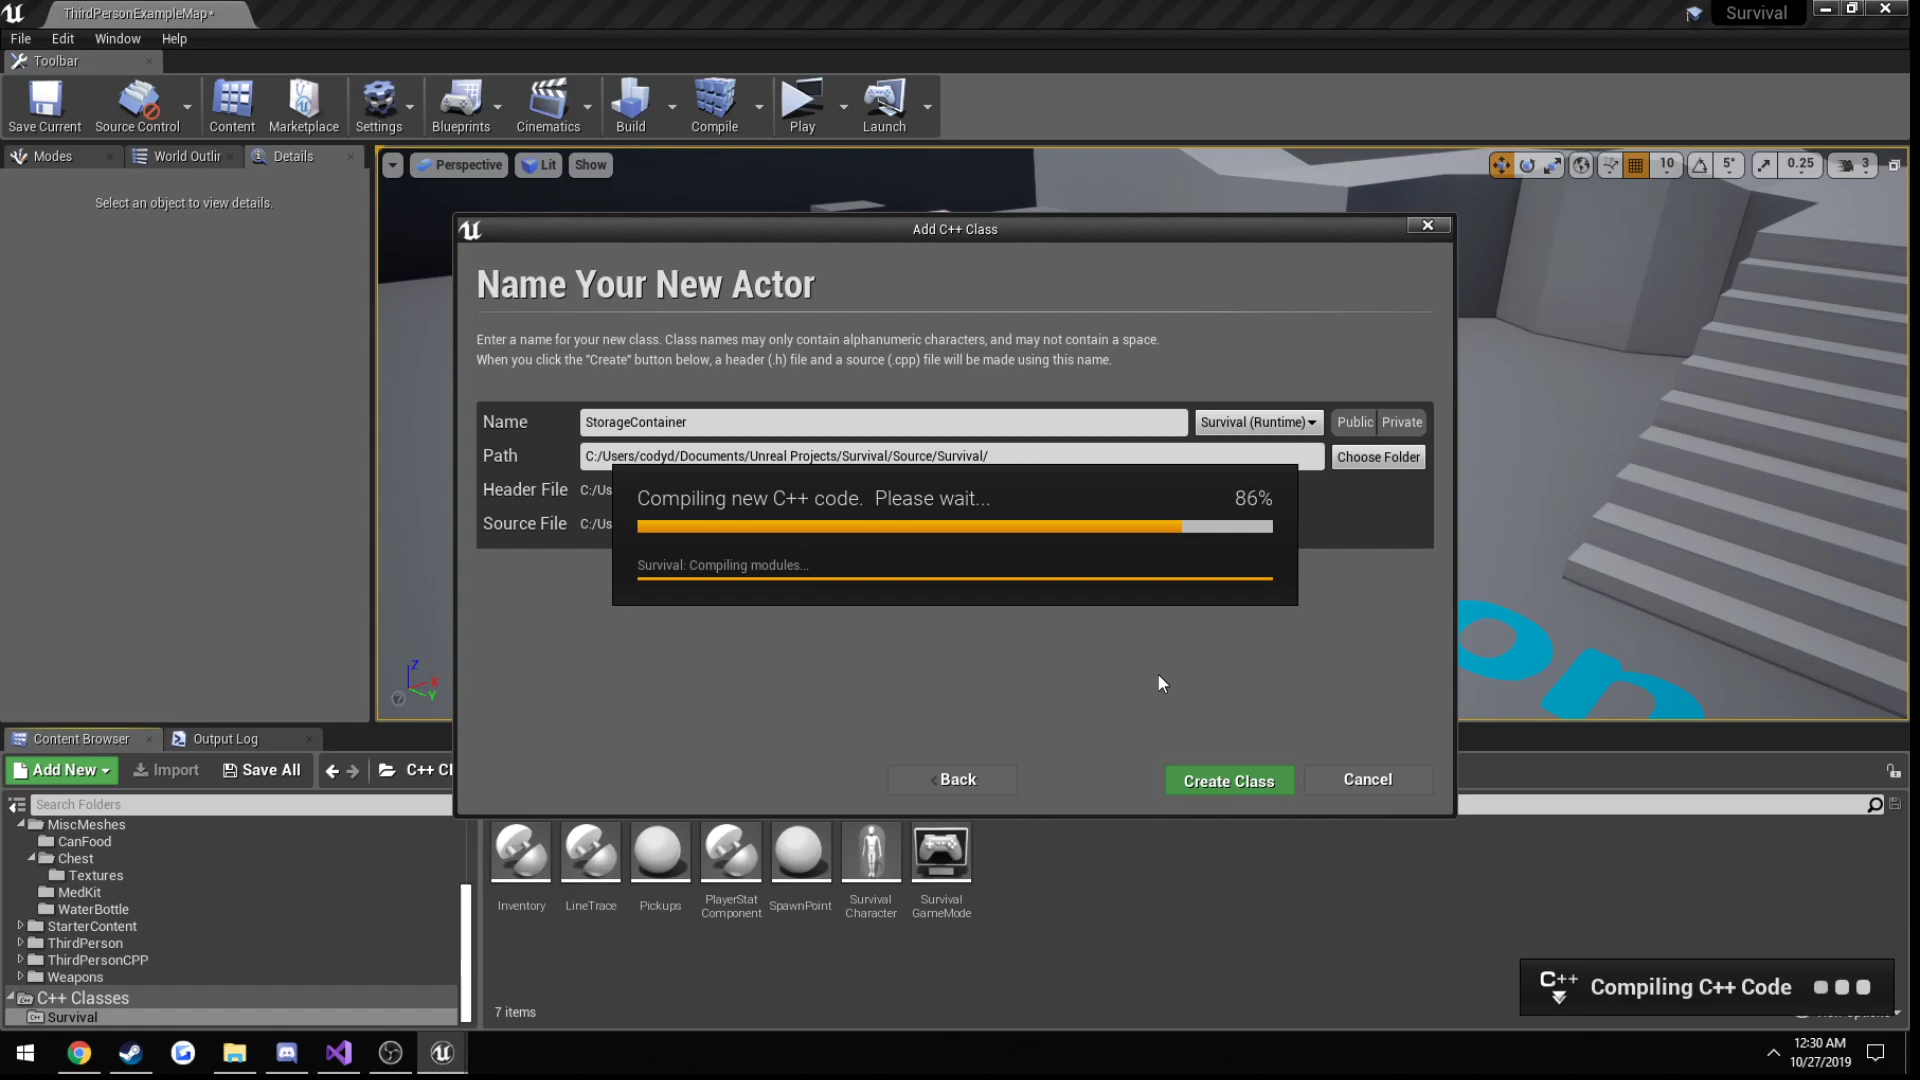 ThirdPersonExampleMap*
Survival
File Edit Window Help
Toolbar
Save Current Source Control Content Marketplace Settings Blueprints Cinematics Build Compile Play Launch
Modes World Outlin Details
Perspective Lit Show
10 5° 0.25 3
Select an object to view details.
Add C++ Class
Name Your New Actor
Enter a name for your new class. Class names may only contain alphanumeric characters, and may not contain a space.
When you click the "Create" button below, a header (.h) file and a source (.cpp) file will be made using this name.
Name StorageContainer Survival (Runtime) Public Private
Path C:/Users/codyd/Documents/Unreal Projects/Survival/Source/Survival/ Choose Folder
Header File C:/Us
Source File C:/Us
Compiling new C++ code. Please wait... 86%
Survival: Compiling modules...
on
Z
X
Y
?
Content Browser Output Log
Back Create Class Cancel
Add New Import Save All C++ Cl
Search Folders
MiscMeshes
CanFood
Chest
Textures
MedKit
WaterBottle
StarterContent
ThirdPerson
ThirdPersonCPP
Weapons
C++ Classes
Survival
Inventory
LineTrace
Pickups
PlayerStat
Component
SpawnPoint
Survival
Character
Survival
GameMode
7 items
C++ Compiling C++ Code
12:30 AM
10/27/2019